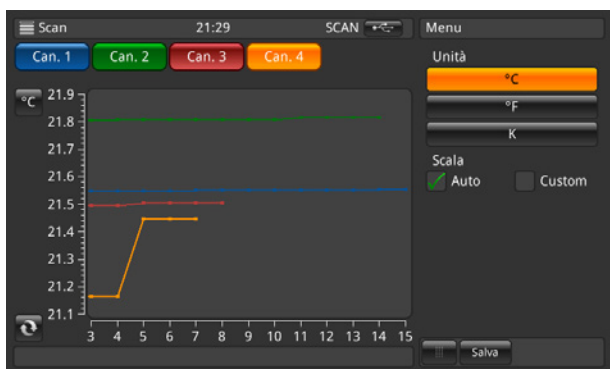 Scan 21:29 SCAN Menu
Can. 1 Can. 2 Can. 3 Can. 4
Unità
°C
°F
K
Scala
Auto Custom
°C
21.9
21.8
21.7
21.6
21.5
21.4
21.3
21.2
21.1
3 4 5 6 7 8 9 10 11 12 13 14 15
Salva